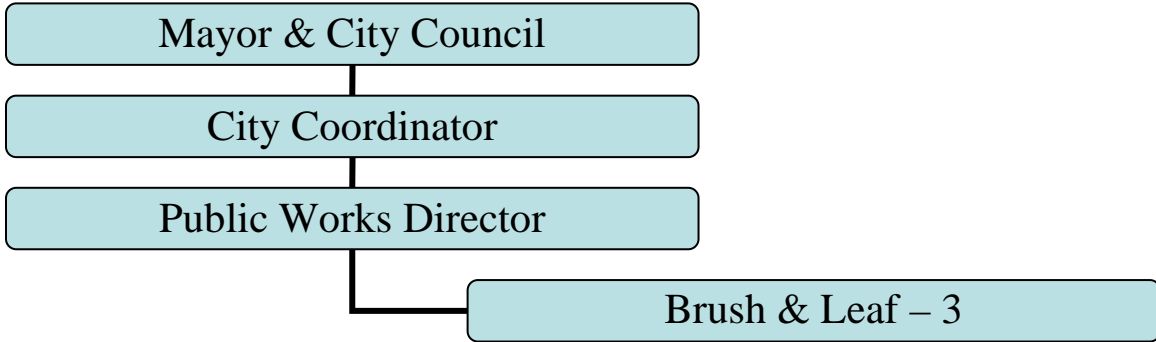 Mayor & City Council
City Coordinator
Public Works Director
Brush & Leaf – 3